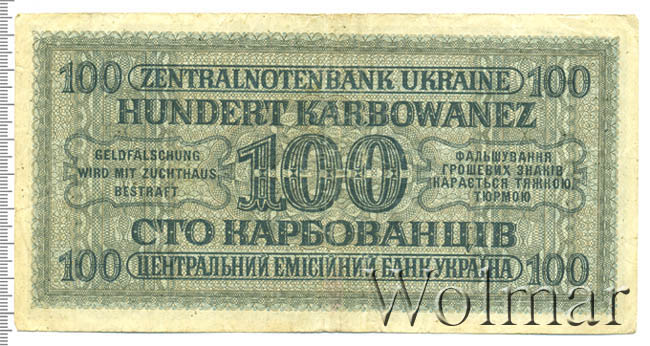 100 ZENTRALNOTENBANK UKRAINE 100
HUNDERT KARBOWANEZ
GELDFÄLSCHUNG
WIRD MIT ZUCHTHAUS
BESTRAFT
100
ФАЛЬШУВАННЯ
ГРОШЕВИХ ЗНАКІВ
КАРАЄТЬСЯ ТЯЖКОЮ
ТЮРМОЮ
СТО КАРБОВАНЦІВ
100 ЦЕНТРАЛЬНИЙ ЕМІСІЙНИЙ БАНК УКРАЇНА 100
Wolmar